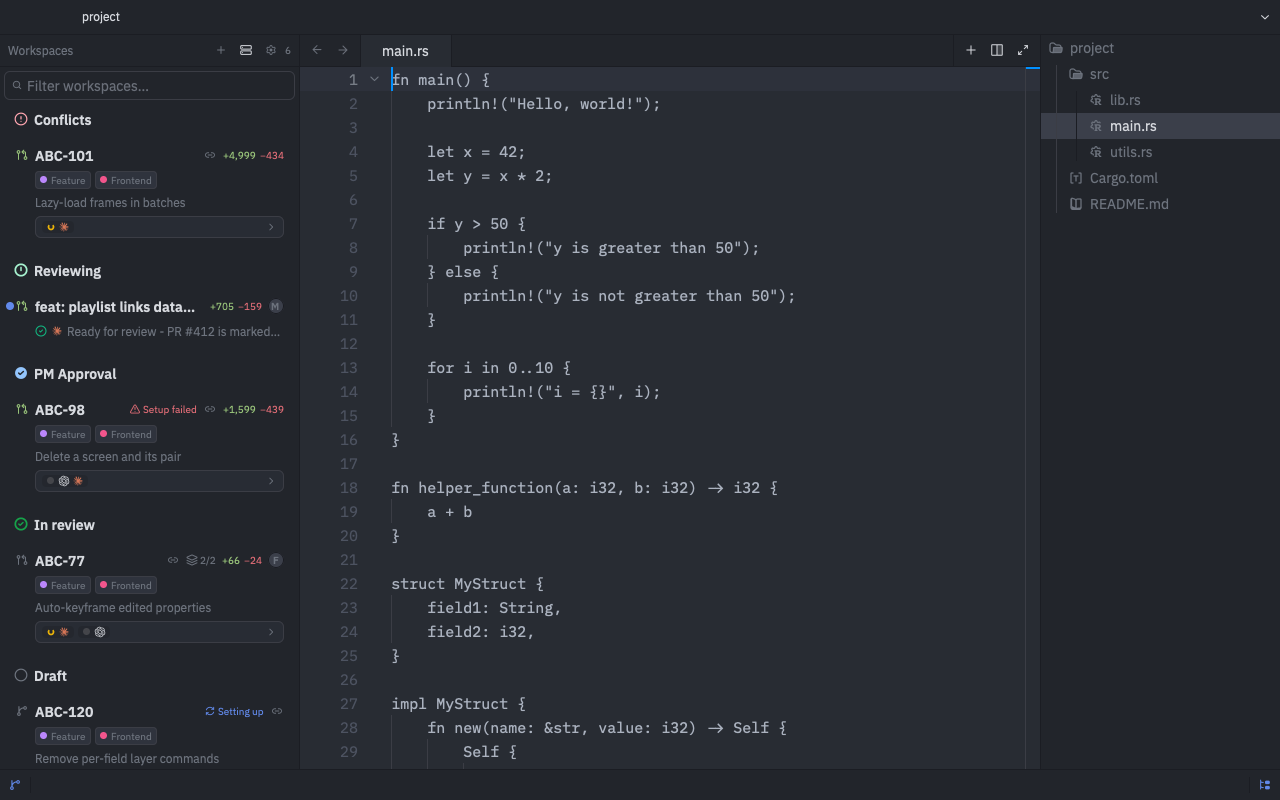 project
Workspaces
6
Filter workspaces...
Conflicts
ABC-101 +4,999 −434
Feature Frontend
Lazy-load frames in batches
Reviewing
feat: playlist links data... +705 −159 M
Ready for review - PR #412 is marked...
PM Approval
ABC-98 Setup failed +1,599 −439
Feature Frontend
Delete a screen and its pair
In review
ABC-77 2/2 +66 −24 F
Feature Frontend
Auto-keyframe edited properties
Draft
ABC-120 Setting up
Feature Frontend
Remove per-field layer commands
main.rs
1 fn main() {
2 println!("Hello, world!");
3
4 let x = 42;
5 let y = x * 2;
6
7 if y > 50 {
8 println!("y is greater than 50");
9 } else {
10 println!("y is not greater than 50");
11 }
12
13 for i in 0..10 {
14 println!("i = {}", i);
15 }
16 }
17
18 fn helper_function(a: i32, b: i32) -> i32 {
19 a + b
20 }
21
22 struct MyStruct {
23 field1: String,
24 field2: i32,
25 }
26
27 impl MyStruct {
28 fn new(name: &str, value: i32) -> Self {
29 Self {
project
src
lib.rs
main.rs
utils.rs
Cargo.toml
README.md